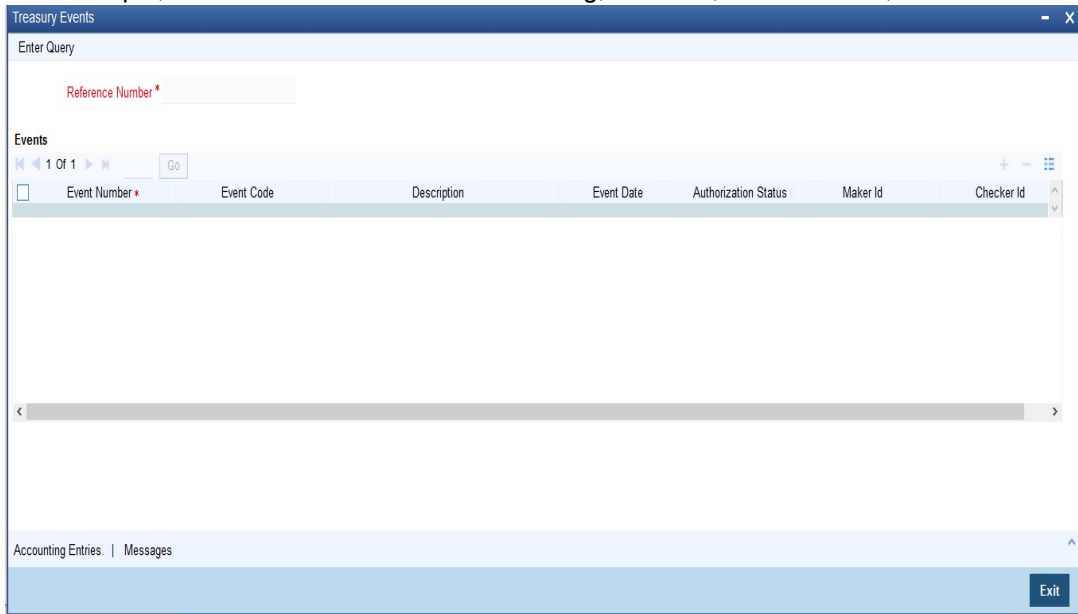 Treasury Events
Enter Query
Reference Number *
Events
1 Of 1 Go
Event Number * Event Code Description Event Date Authorization Status Maker Id Checker Id
Accounting Entries | Messages
Exit